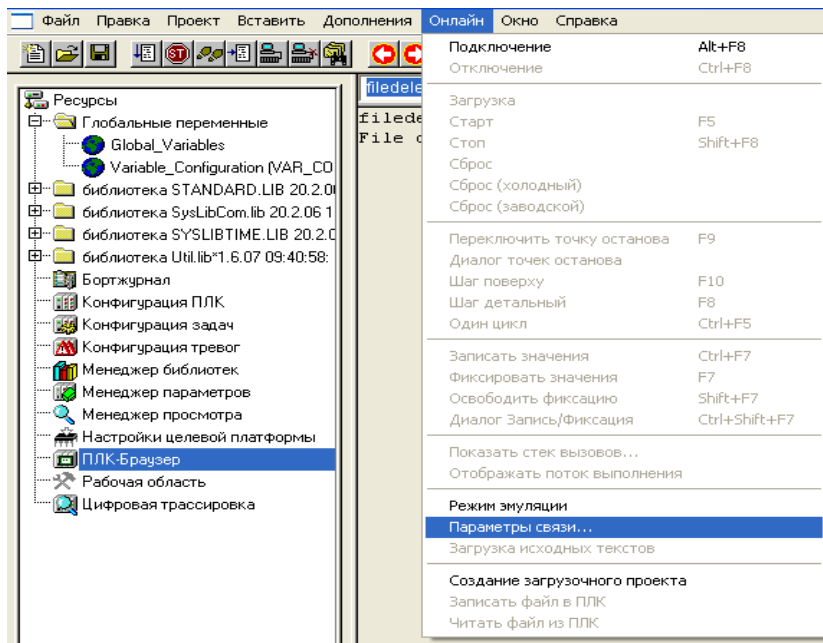 Файл Правка Проект Вставить Дополнения Онлайн Окно Справка
ST
Ресурсы
Глобальные переменные
Global_Variables
Variable_Configuration (VAR_CO
библиотека STANDARD.LIB 20.2.0
библиотека SysLibCom.lib 20.2.06 1
библиотека SYSLIBTIME.LIB 20.2.0
библиотека Util.lib*1.6.07 09:40:58:
Бортжурнал
Конфигурация ПЛК
Конфигурация задач
Конфигурация тревог
Менеджер библиотек
Менеджер параметров
Менеджер просмотра
Настройки целевой платформы
ПЛК-Браузер
Рабочая область
Цифровая трассировка
filedele
filede
File
Подключение Alt+F8
Отключение Ctrl+F8
Загрузка
Старт F5
Стоп Shift+F8
Сброс
Сброс (холодный)
Сброс (заводской)
Переключить точку останова F9
Диалог точек останова
Шаг поверху F10
Шаг детальный F8
Один цикл Ctrl+F5
Записать значения Ctrl+F7
Фиксировать значения F7
Освободить фиксацию Shift+F7
Диалог Запись/Фиксация Ctrl+Shift+F7
Показать стек вызовов...
Отображать поток выполнения
Режим эмуляции
Параметры связи...
Загрузка исходных текстов
Создание загрузочного проекта
Записать файл в ПЛК
Читать файл из ПЛК